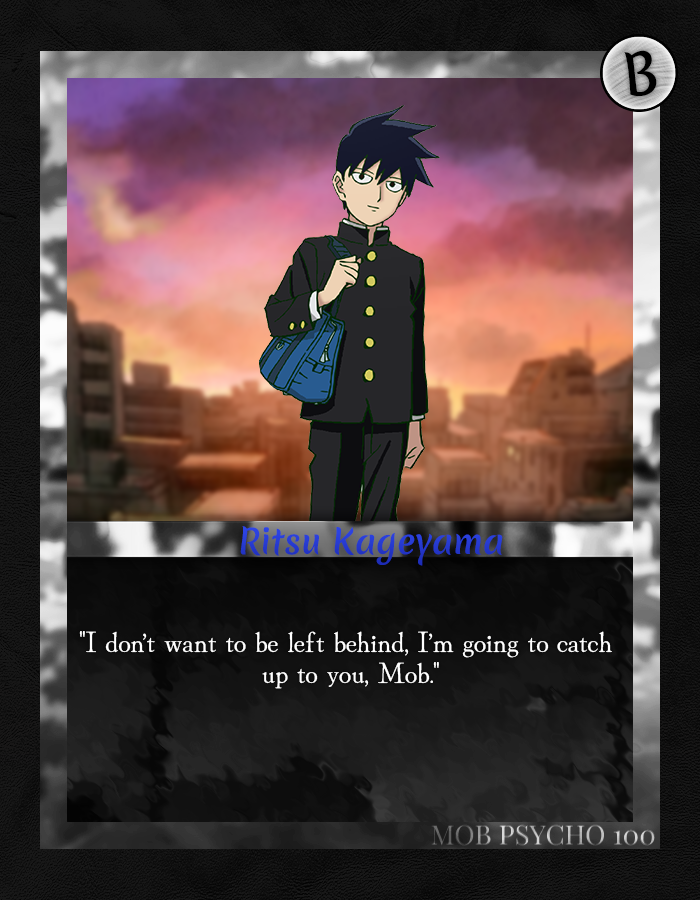 B
Ritsu Kageyama
"I don't want to be left behind, I'm going to catch
up to you, Mob."
MOB PSYCHO 100